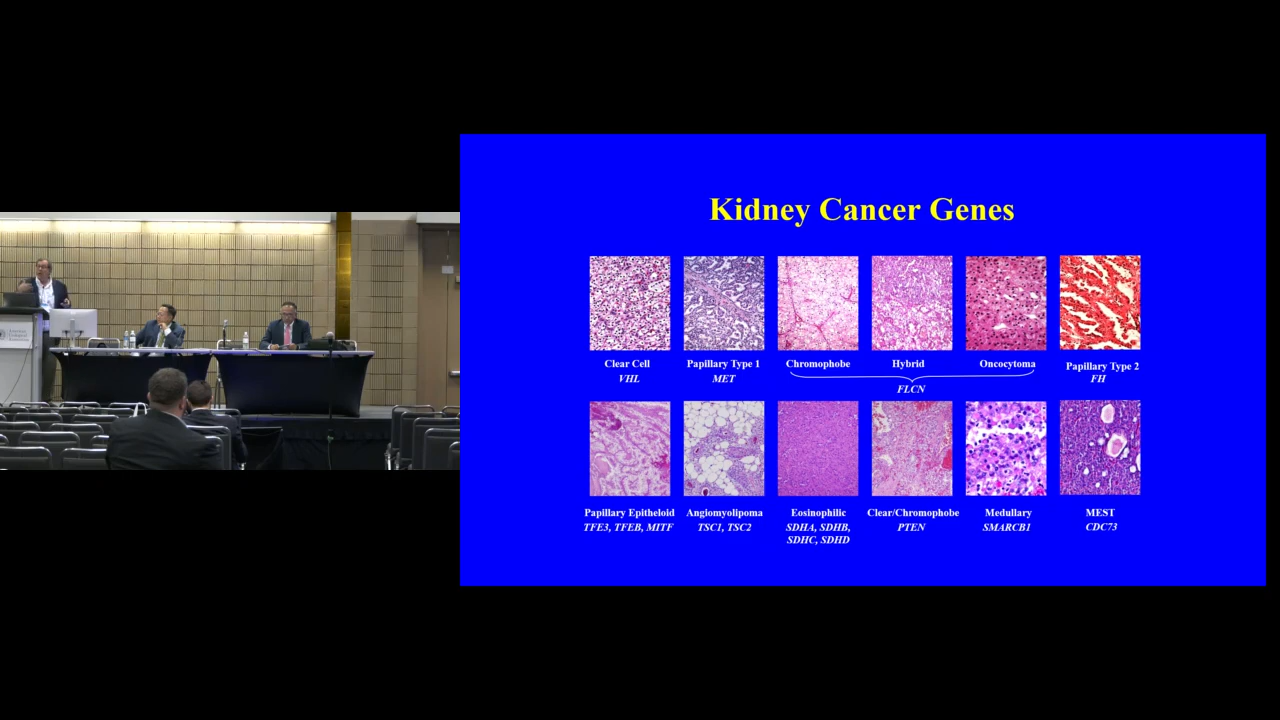 Kidney Cancer Genes
Clear Cell
VHL
Papillary Type 1
MET
Chromophobe
Hybrid
Oncocytoma
FLCN
Papillary Type 2
FH
Papillary Epitheloid
TFE3, TFEB, MITF
Angiomyolipoma
TSC1, TSC2
Eosinophilic
SDHA, SDHB,
SDHC, SDHD
Clear/Chromophobe
PTEN
Medullary
SMARCB1
MEST
CDC73